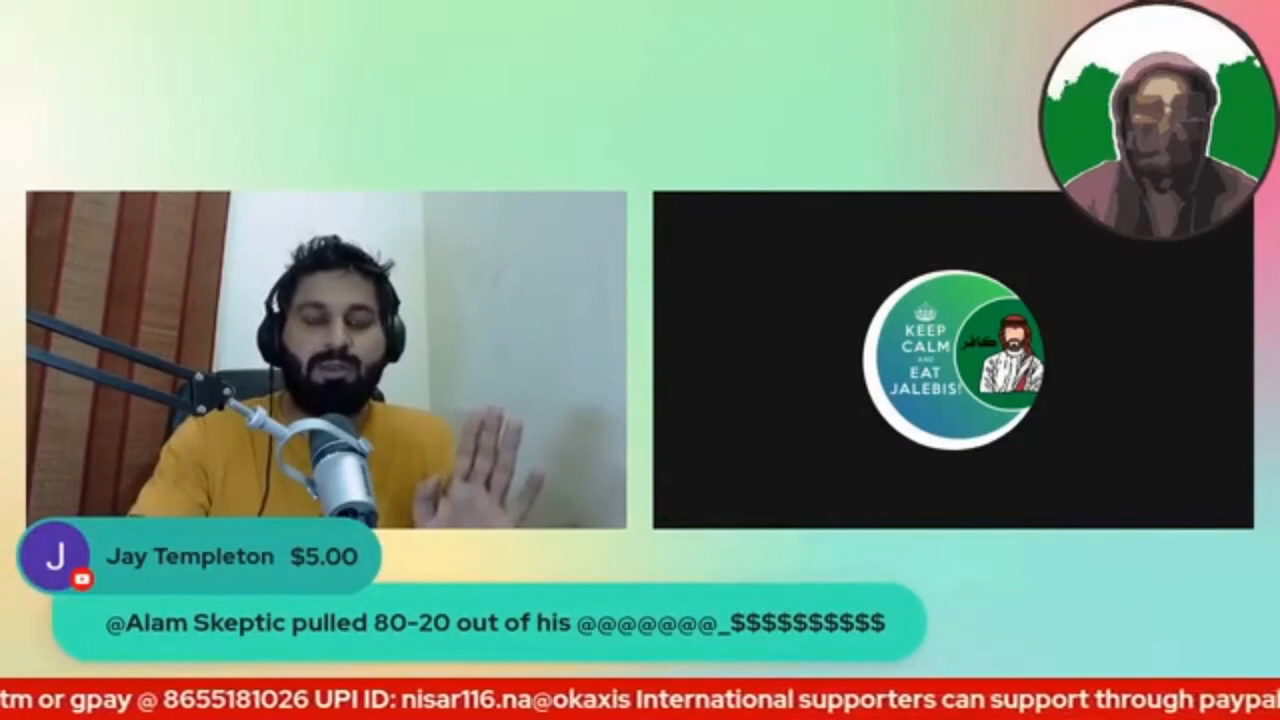 KEEP
CALM
AND
EAT
JALEBIS!
كافر
J
Jay Templeton $5.00
@Alam Skeptic pulled 80-20 out of his @@@@@@@_$$$$$$$$$$
tm or gpay @ 8655181026 UPI ID: nisar116.na@okaxis International supporters can support through paypal